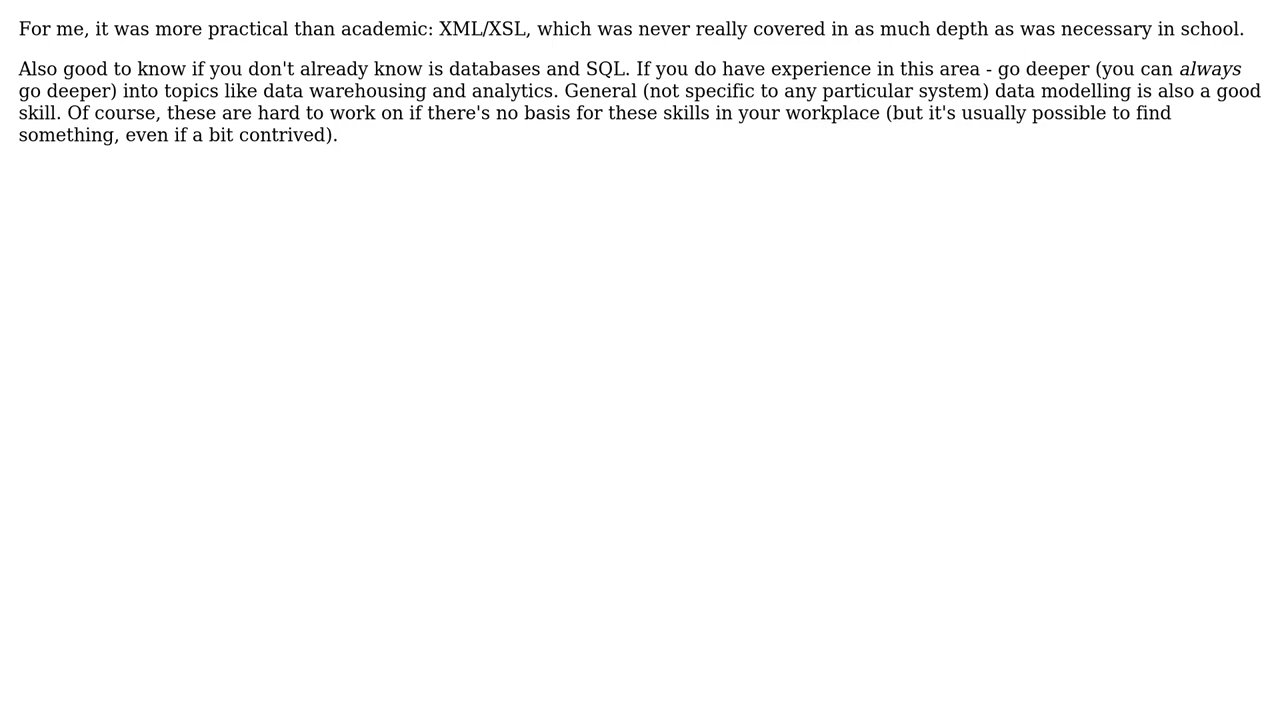 For me, it was more practical than academic: XML/XSL, which was never really covered in as much depth as was necessary in school.
Also good to know if you don't already know is databases and SQL. If you do have experience in this area - go deeper (you can always
go deeper) into topics like data warehousing and analytics. General (not specific to any particular system) data modelling is also a good
skill. Of course, these are hard to work on if there's no basis for these skills in your workplace (but it's usually possible to find
something, even if a bit contrived).